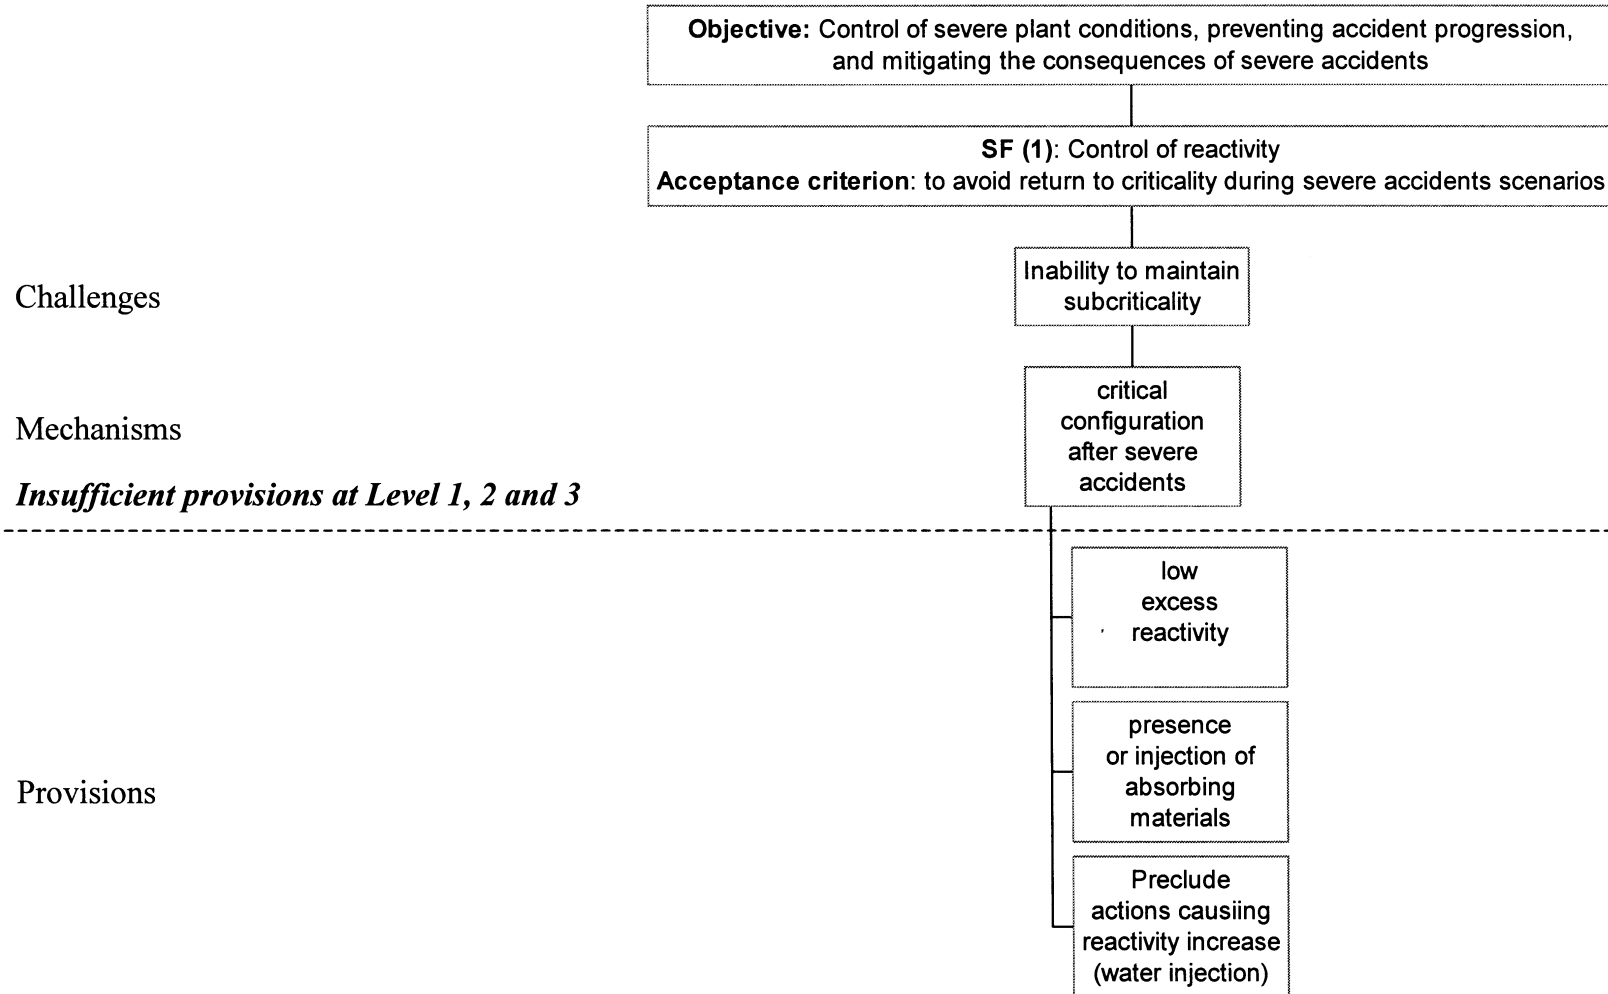 Objective: Control of severe plant conditions, preventing accident progression,
and mitigating the consequences of severe accidents
SF (1): Control of reactivity
Acceptance criterion: to avoid return to criticality during severe accidents scenarios
Challenges
Inability to maintain
subcriticality
Mechanisms
critical
configuration
after severe
accidents
Insufficient provisions at Level 1, 2 and 3
low
excess
reactivity
Provisions
presence
or injection of
absorbing
materials
Preclude
actions causiing
reactivity increase
(water injection)